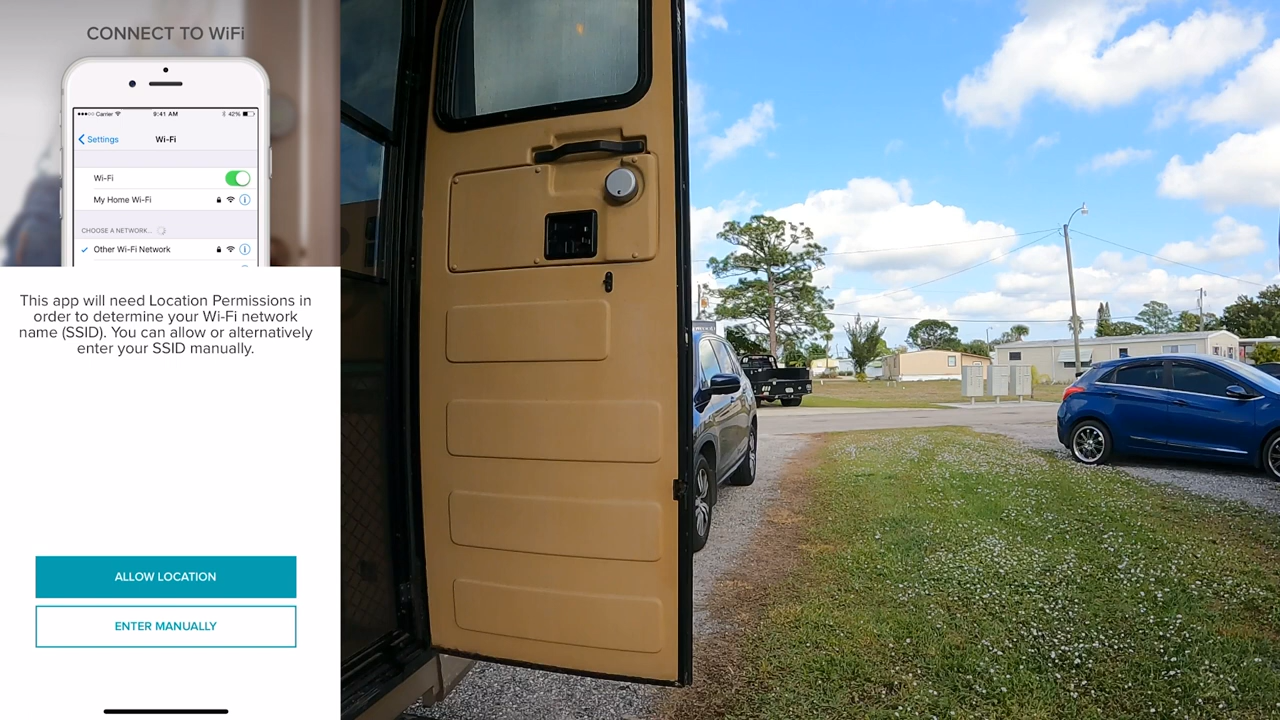 CONNECT TO WiFi
Carrier 9:41 AM 42%
Settings Wi-Fi
Wi-Fi
My Home Wi-Fi
CHOOSE A NETWORK...
Other Wi-Fi Network
This app will need Location Permissions in
order to determine your Wi-Fi network
name (SSID). You can allow or alternatively
enter your SSID manually.
ALLOW LOCATION
ENTER MANUALLY